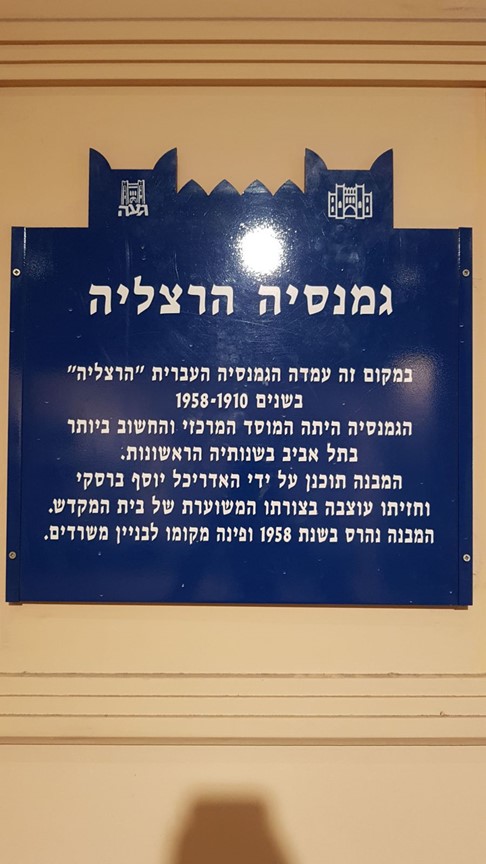 גמנסיה הרצליה
במקום זה עמדה הגמנסיה העברית "הרצליה"
בשנים 1958-1910
הגמנסיה היתה המוסד המרכזי והחשוב ביותר
בתל אביב בשנותיה הראשונות.
המבנה תוכנן על ידי האדריכל יוסף ברסקי
וחזיתו עוצבה בצורתו המשוערת של בית המקדש.
המבנה נהרס בשנת 1958 ופינה מקומו לבניין משרדים.